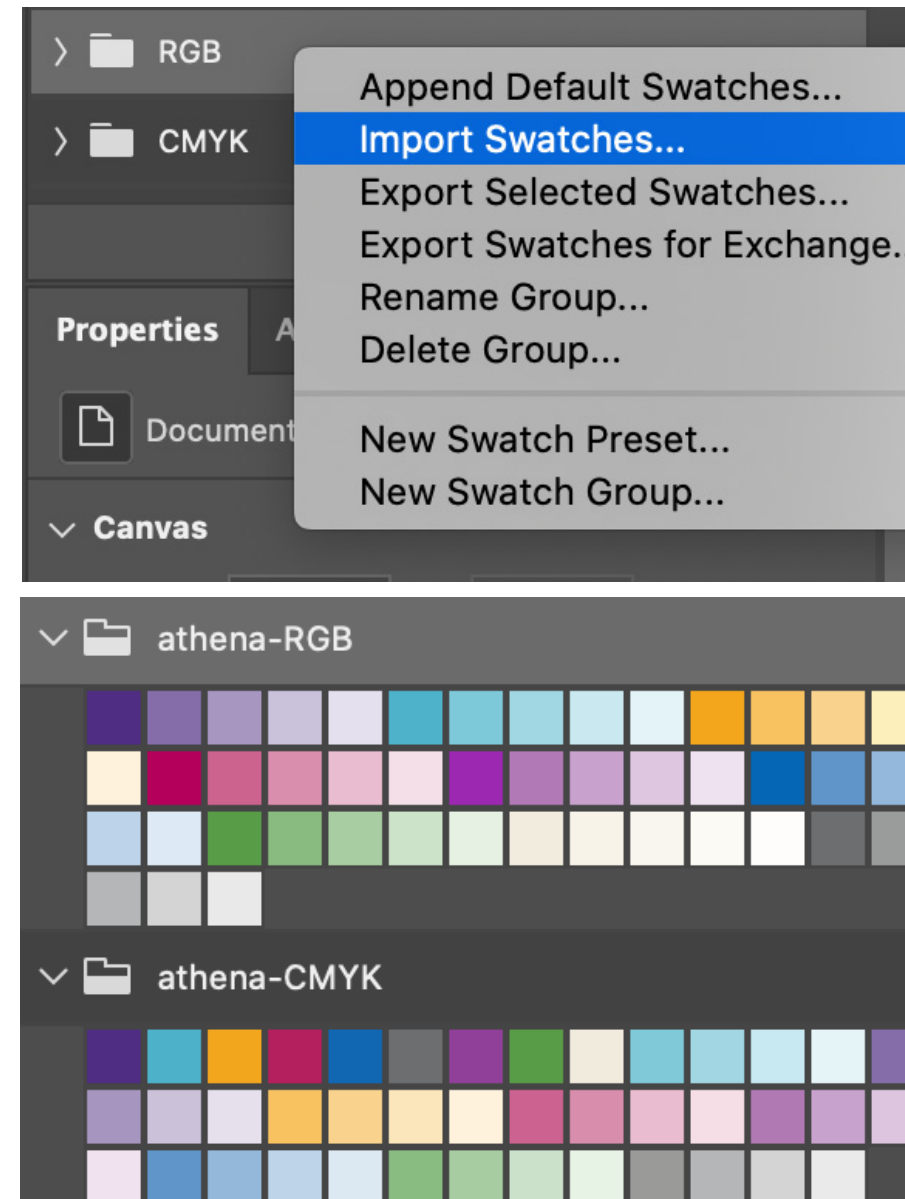 RGB
CMYK
Append Default Swatches...
Import Swatches...
Export Selected Swatches...
Export Swatches for Exchange.
Rename Group...
Delete Group...
New Swatch Preset...
New Swatch Group...
Properties
A
Document
Canvas
athena-RGB
athena-CMYK